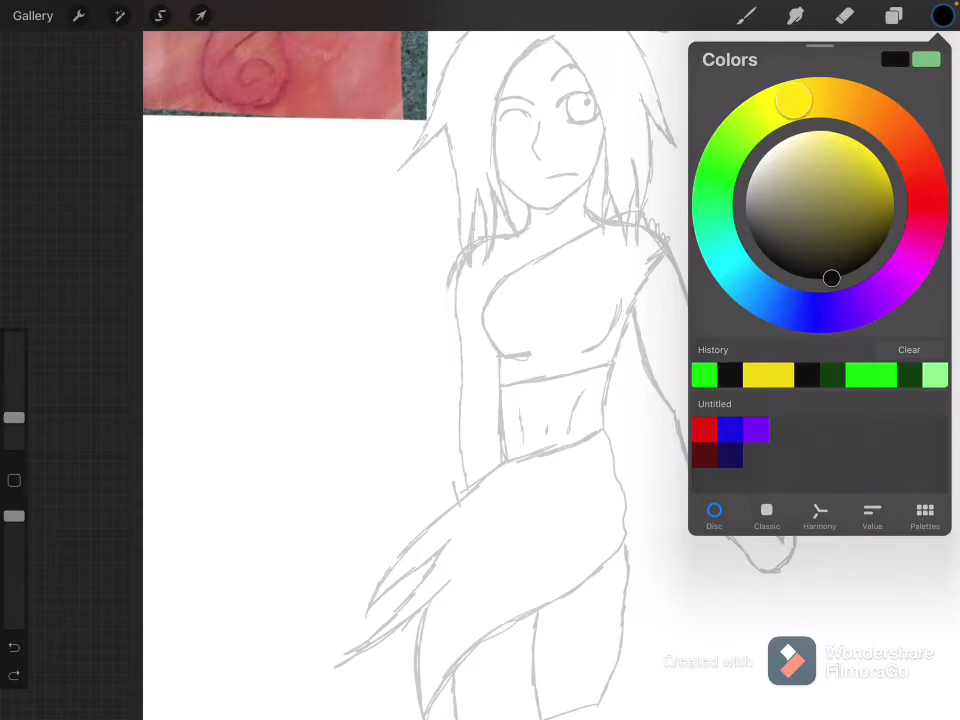 Gallery
Colors
History
Clear
Untitled
Disc
Classic
Harmony
Value
Palettes
Created with
Wondershare
FilmoraGo